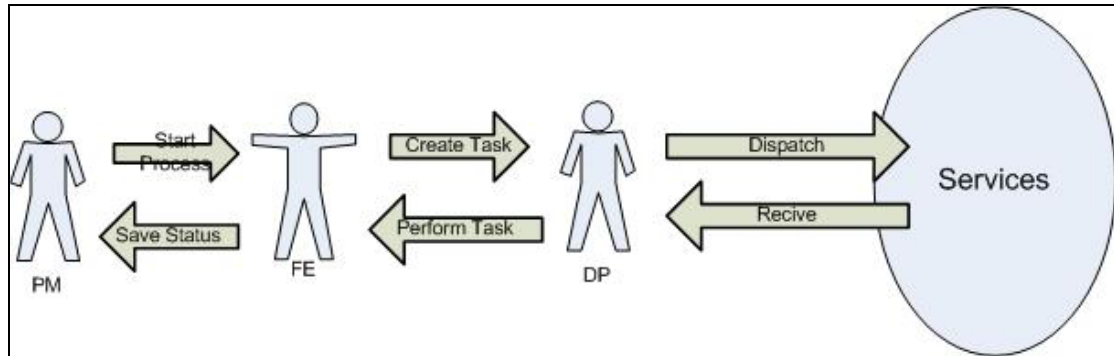 Start
Process
Create Task
Dispatch
Services
Save Status
Perform Task
Recive
PM
FE
DP